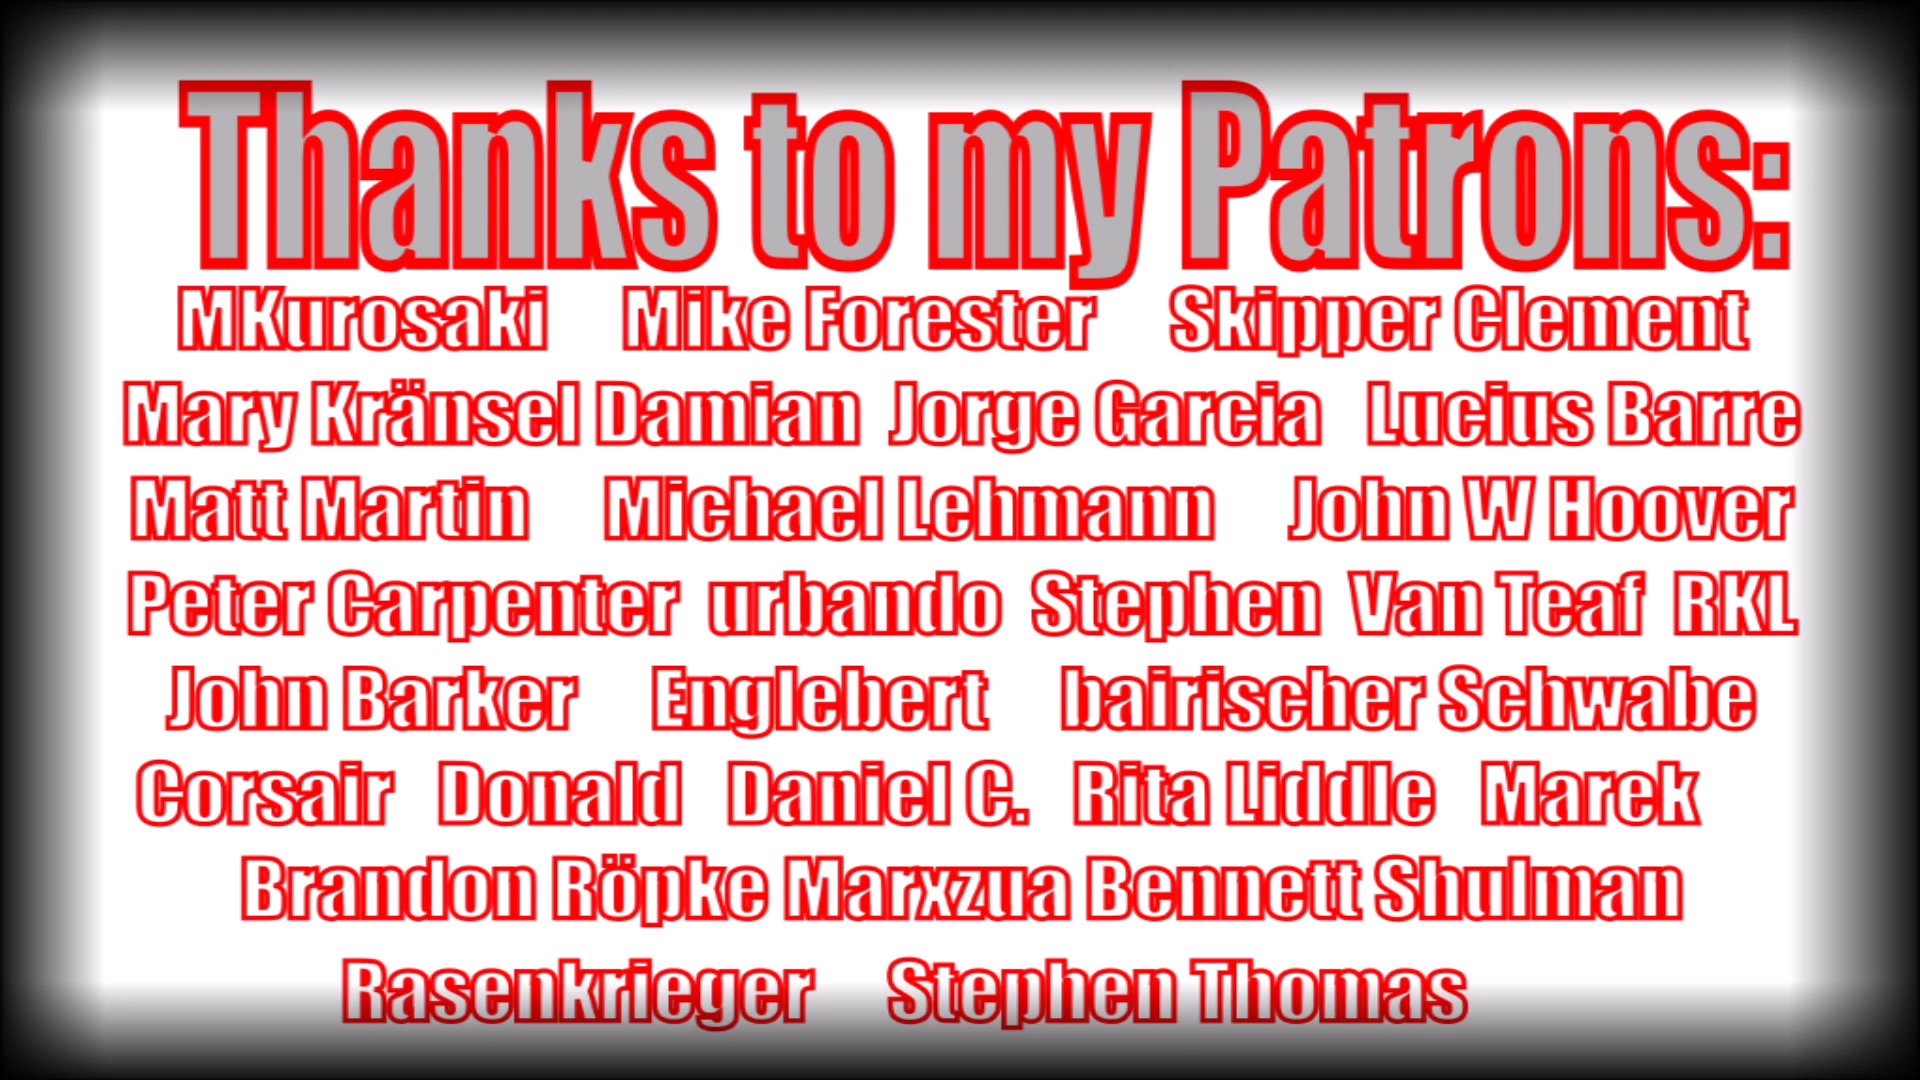 Thanks to my Patrons:
MKurosaki Mike Forester Skipper Clement
Mary Kränsel Damian Jorge Garcia Lucius Barre
Matt Martin Michael Lehmann John W Hoover
Peter Carpenter urbando Stephen Van Teaf RKL
John Barker Englebert bairischer Schwabe
Corsair Donald Daniel C. Rita Liddle Marek
Brandon Röpke Marxzua Bennett Shulman
Rasenkrieger Stephen Thomas